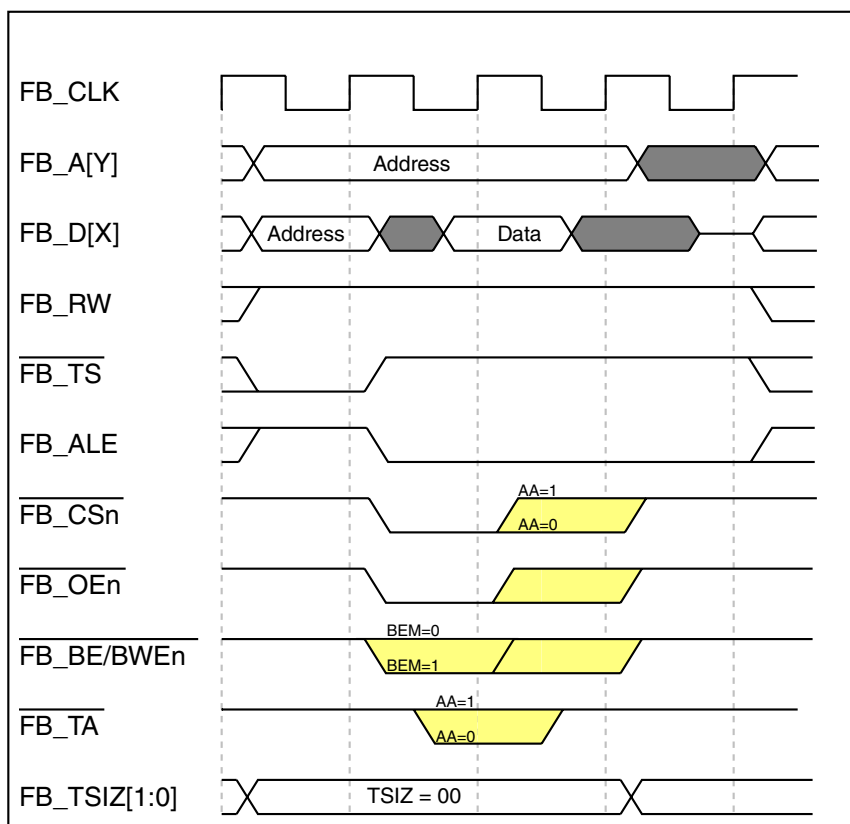 FB_CLK
FB_A[Y]
Address
FB_D[X]
Address
Data
FB_RW
FB_TS
FB_ALE
FB_CSn
AA=1
AA=0
FB_OEn
FB_BE/BWEn
BEM=0
BEM=1
FB_TA
AA=1
AA=0
FB_TSIZ[1:0]
TSIZ = 00